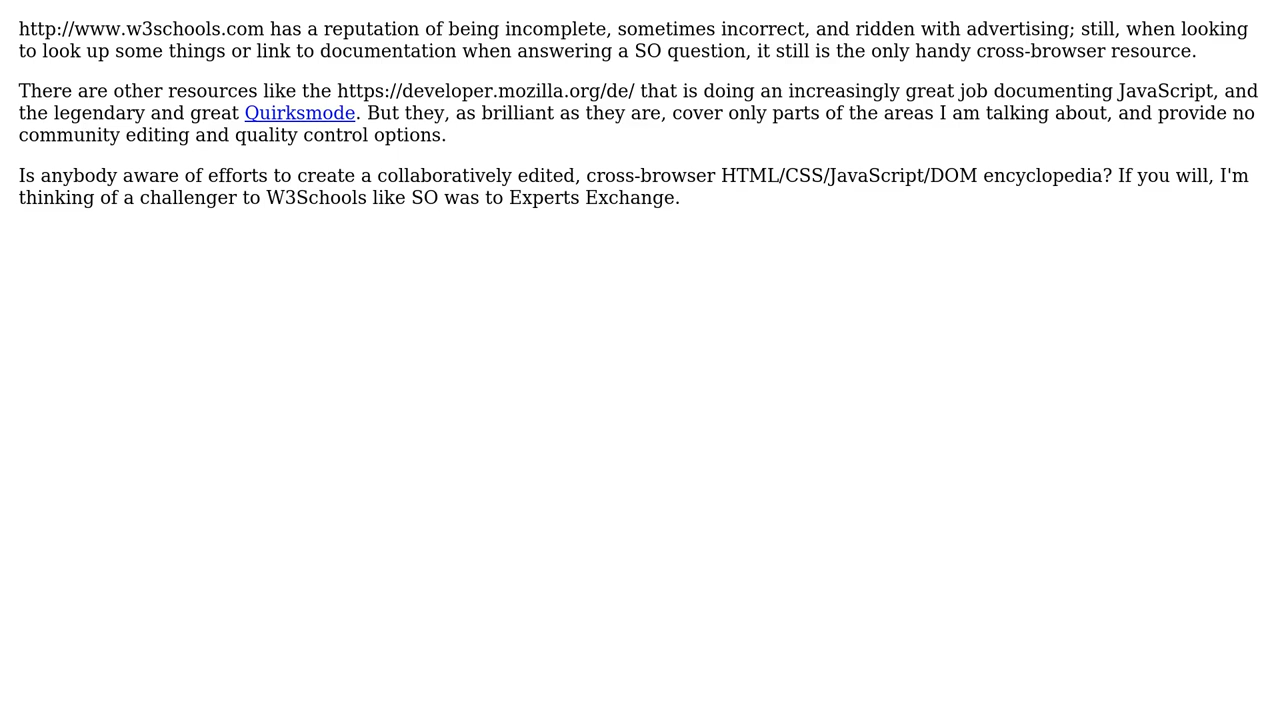 http://www.w3schools.com has a reputation of being incomplete, sometimes incorrect, and ridden with advertising; still, when looking
to look up some things or link to documentation when answering a SO question, it still is the only handy cross-browser resource.
There are other resources like the https://developer.mozilla.org/de/ that is doing an increasingly great job documenting JavaScript, and
the legendary and great Quirksmode. But they, as brilliant as they are, cover only parts of the areas I am talking about, and provide no
community editing and quality control options.
Is anybody aware of efforts to create a collaboratively edited, cross-browser HTML/CSS/JavaScript/DOM encyclopedia? If you will, I'm
thinking of a challenger to W3Schools like SO was to Experts Exchange.